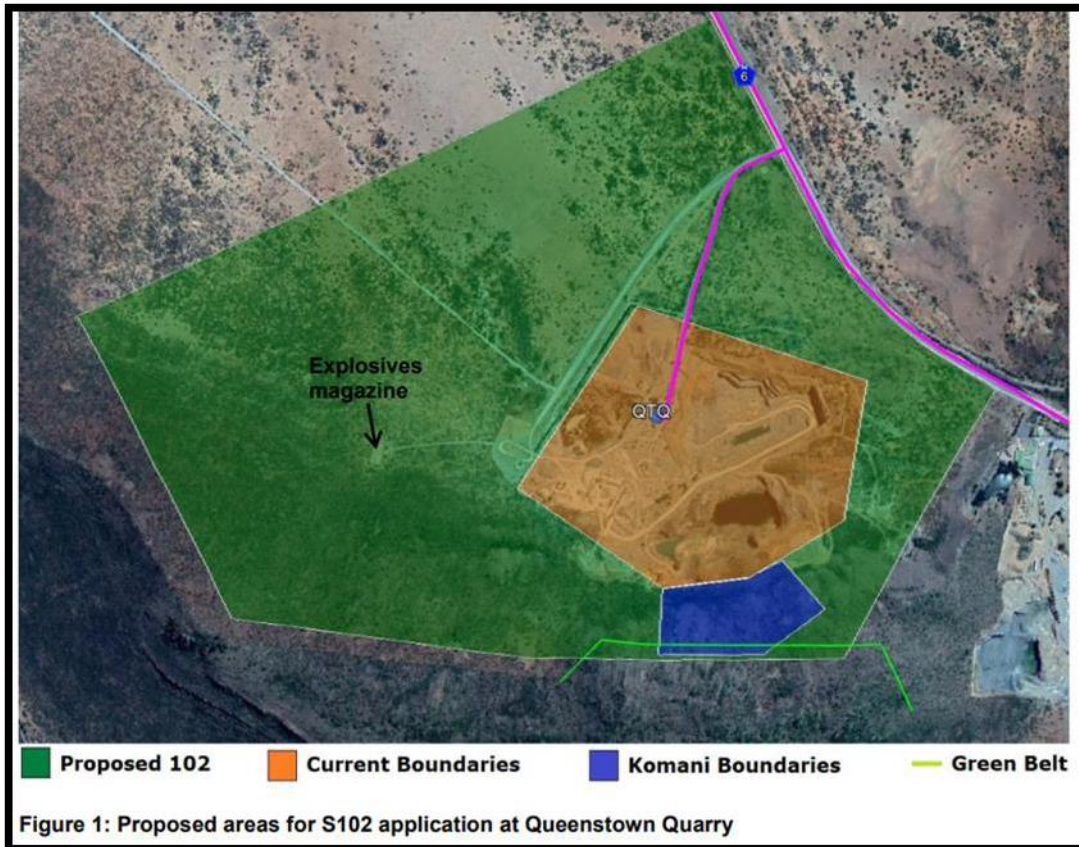 6
Explosives
magazine
QTQ
Proposed 102
Current Boundaries
Komani Boundaries
Green Belt
Figure 1: Proposed areas for S102 application at Queenstown Quarry